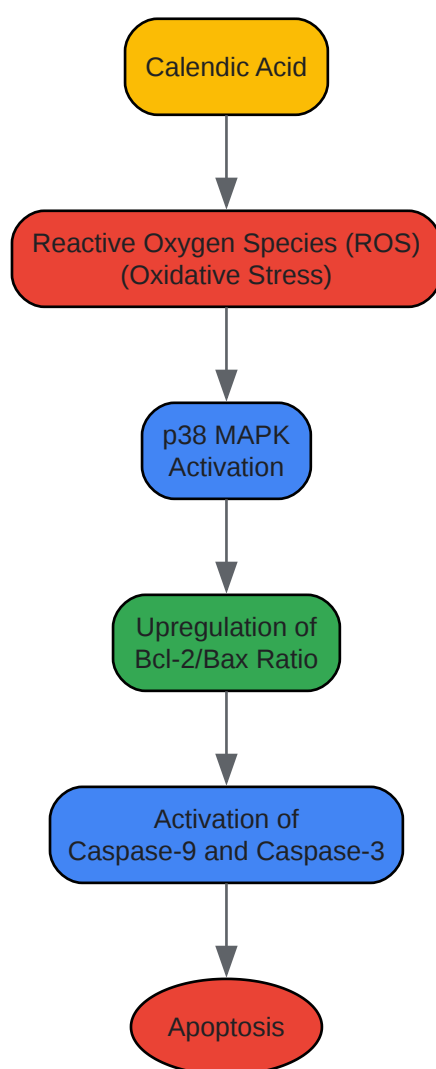 Calendic Acid
Reactive Oxygen Species (ROS)
(Oxidative Stress)
p38 MAPK
Activation
Upregulation of
Bcl-2/Bax Ratio
Activation of
Caspase-9 and Caspase-3
Apoptosis